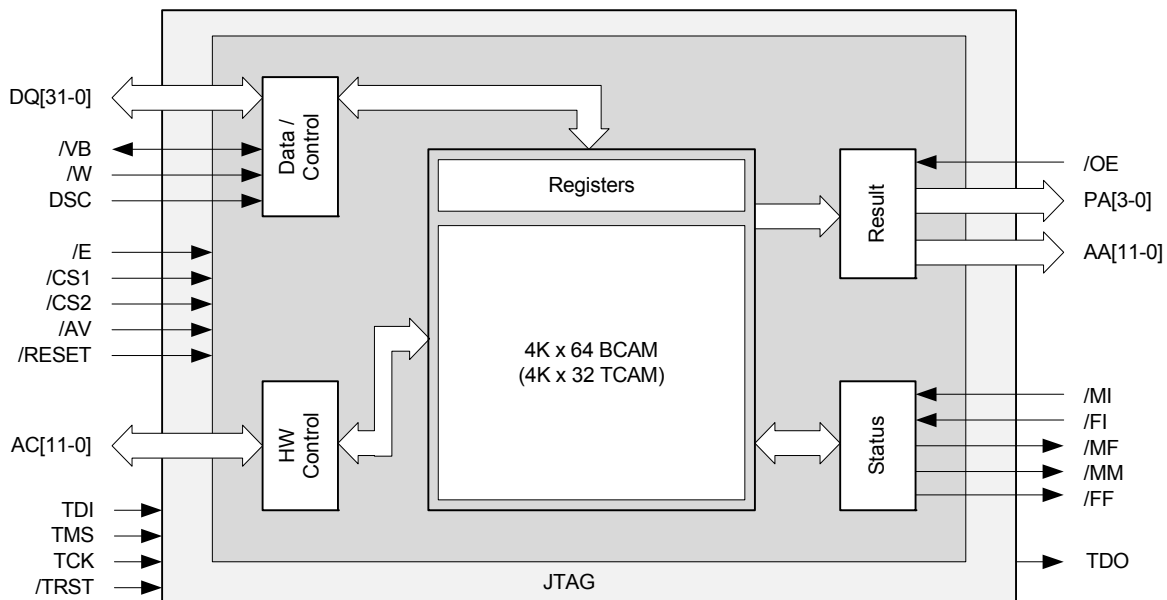 DQ[31-0]
/VB
/W
DSC
/E
/CS1
/CS2
/AV
/RESET
AC[11-0]
TDI
TMS
TCK
/TRST
Data /
Control
HW
Control
Registers
4K x 64 BCAM
(4K x 32 TCAM)
Result
Status
/OE
PA[3-0]
AA[11-0]
/MI
/FI
/MF
/MM
/FF
TDO
JTAG